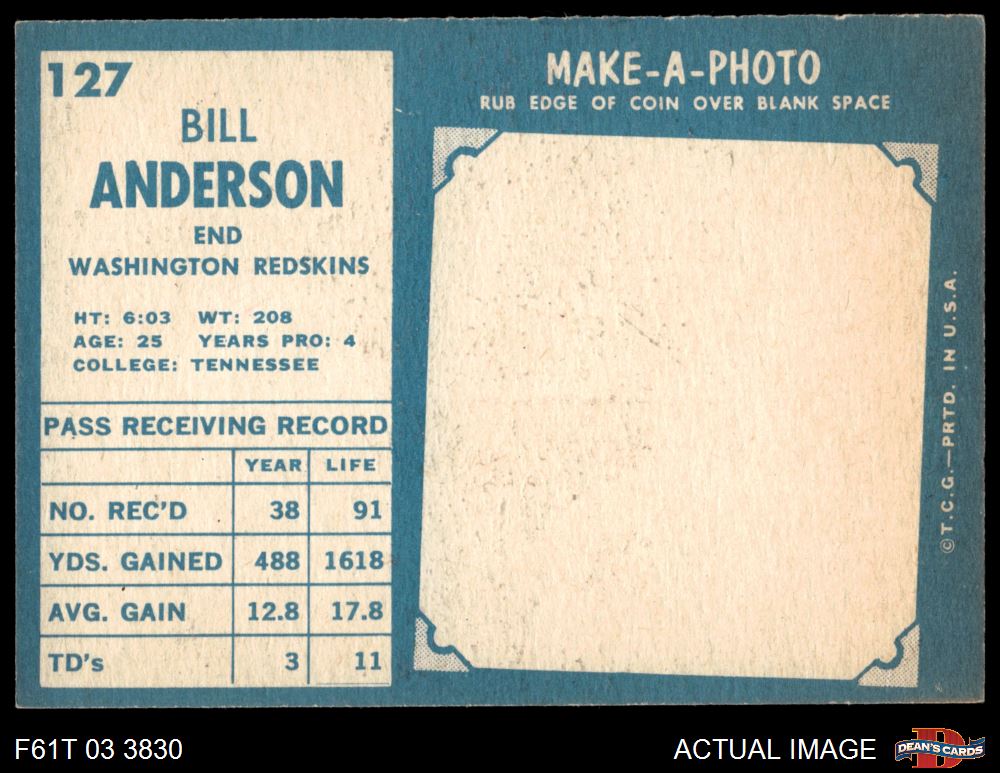 127
BILL
ANDERSON
END
WASHINGTON REDSKINS
HT: 6:03 WT: 208
AGE: 25 YEARS PRO: 4
COLLEGE: TENNESSEE
PASS RECEIVING RECORD
YEAR LIFE
NO. REC'D 38 91
YDS. GAINED 488 1618
AVG. GAIN 12.8 17.8
TD's 3 11
MAKE-A-PHOTO
RUB EDGE OF COIN OVER BLANK SPACE
© T.C.G.—PRTD. IN U.S.A.
F61T 03 3830
ACTUAL IMAGE
D
DEAN'S CARDS